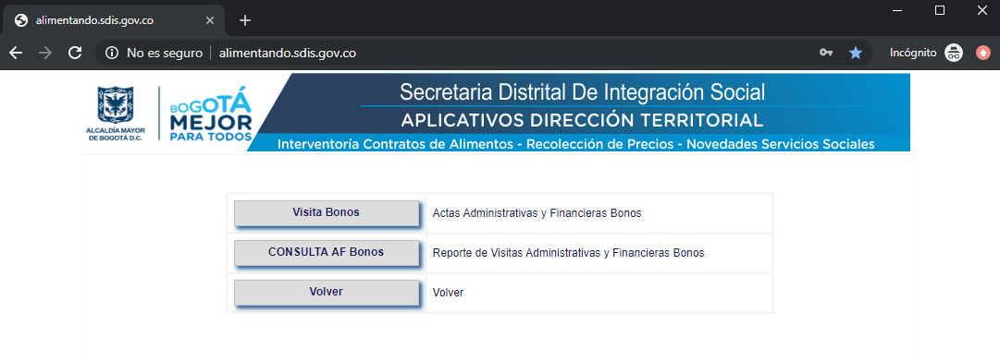 alimentando.sdis.gov.co
No es seguro
alimentando.sdis.gov.co
Incógnito
ALCALDÍA MAYOR
DE BOGOTÁ D.C.
BOGOTÁ
MEJOR
PARA TODOS
Secretaria Distrital De Integración Social
APLICATIVOS DIRECCIÓN TERRITORIAL
Interventoría Contratos de Alimentos - Recolección de Precios - Novedades Servicios Sociales
Visita Bonos
Actas Administrativas y Financieras Bonos
CONSULTA AF Bonos
Reporte de Visitas Administrativas y Financieras Bonos
Volver
Volver